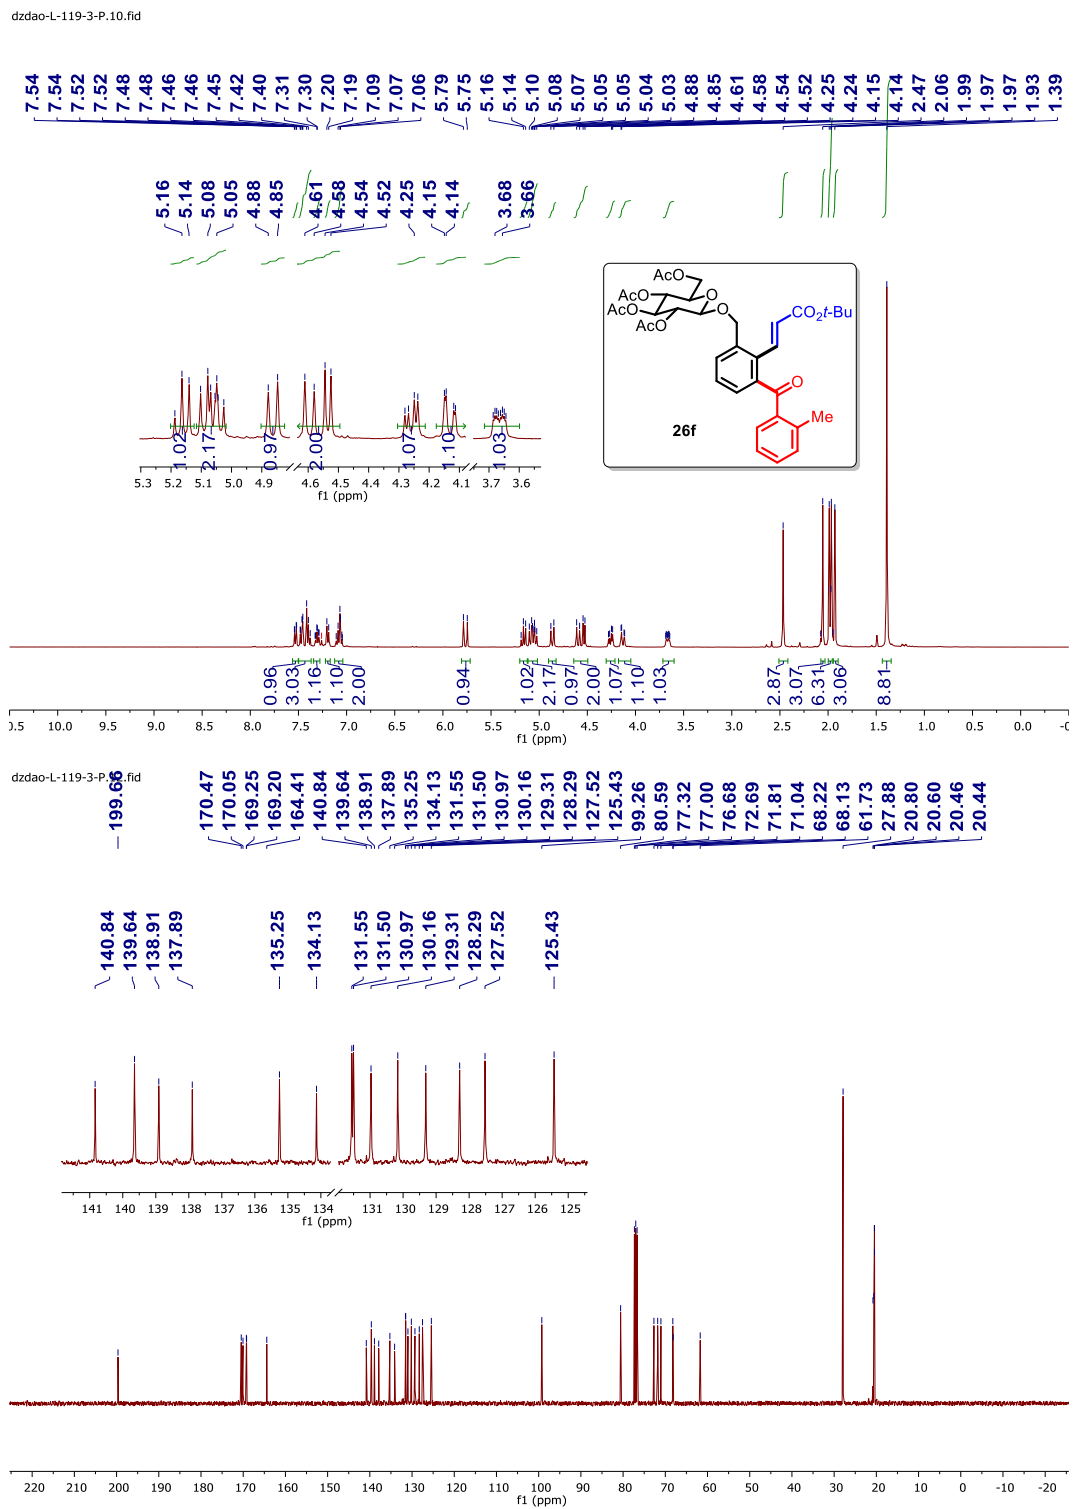 dzdao-L-119-3-P.10.fid
7.54 7.54 7.52 7.52 7.48 7.48 7.46 7.46 7.45 7.42 7.40 7.31 7.30 7.20 7.19 7.09 7.07 7.06 5.79 5.75 5.16 5.14 5.10 5.08 5.07 5.05 5.05 5.04 5.03 4.88 4.85 4.61 4.58 4.54 4.52 4.25 4.24 4.15 4.14 2.47 2.06 1.99 1.97 1.97 1.93 1.39
5.16 5.14 5.08 5.05 4.88 4.85 4.61 4.58 4.54 4.52 4.25 4.15 4.14 3.68 3.66
AcO
AcO
AcO
AcO
O
O
CO2t-Bu
O
Me
26f
1.02 2.17 0.97 2.00 1.07 1.10 1.03
5.3 5.2 5.1 5.0 4.9 4.6 4.5 4.4 4.3 4.2 4.1 3.7 3.6
f1 (ppm)
0.96 3.03 1.16 1.10 2.00 0.94 1.02 2.17 0.97 2.00 1.07 1.10 1.03 2.87 3.07 6.31 3.06 8.81
0.5 10.0 9.5 9.0 8.5 8.0 7.5 7.0 6.5 6.0 5.5 5.0 4.5 4.0 3.5 3.0 2.5 2.0 1.5 1.0 0.5 0.0 -0
f1 (ppm)
dzdao-L-119-3-P. .fid
199.66 170.47 170.05 169.25 169.20 164.41 140.84 139.64 138.91 137.89 135.25 134.13 131.55 131.50 130.97 130.16 129.31 128.29 127.52 125.43 99.26 80.59 77.32 77.00 76.68 72.69 71.81 71.04 68.22 68.13 61.73 27.88 20.80 20.60 20.46 20.44
140.84 139.64 138.91 137.89 135.25 134.13 131.55 131.50 130.97 130.16 129.31 128.29 127.52 125.43
141 140 139 138 137 136 135 134 131 130 129 128 127 126 125
f1 (ppm)
220 210 200 190 180 170 160 150 140 130 120 110 100 90 80 70 60 50 40 30 20 10 0 -10 -20
f1 (ppm)